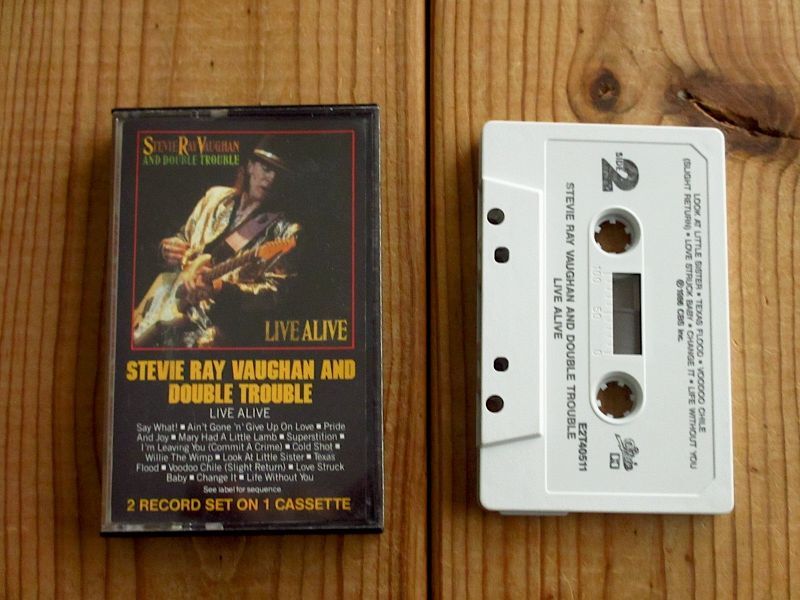 STEVIE RAY VAUGHAN
AND DOUBLE TROUBLE
LIVE ALIVE
STEVIE RAY VAUGHAN AND
DOUBLE TROUBLE
LIVE ALIVE
Say What! ■ Ain't Gone 'n' Give Up On Love ■ Pride
And Joy ■ Mary Had A Little Lamb ■ Superstition ■
I'm Leaving You (Commit A Crime) ■ Cold Shot ■
Willie The Wimp ■ Look At Little Sister ■ Texas
Flood ■ Voodoo Chile (Slight Return) ■ Love Struck
Baby ■ Change It ■ Life Without You
See label for sequence
2 RECORD SET ON 1 CASSETTE
LOOK AT LITTLE SISTER • TEXAS FLOOD • VOODOO CHILE
(SLIGHT RETURN) • LOVE STRUCK BABY • CHANGE IT • LIFE WITHOUT YOU
℗1986 CBS Inc.
SIDE
2
100 50 0
E2T40511
Epic
STEVIE RAY VAUGHAN AND DOUBLE TROUBLE
LIVE ALIVE